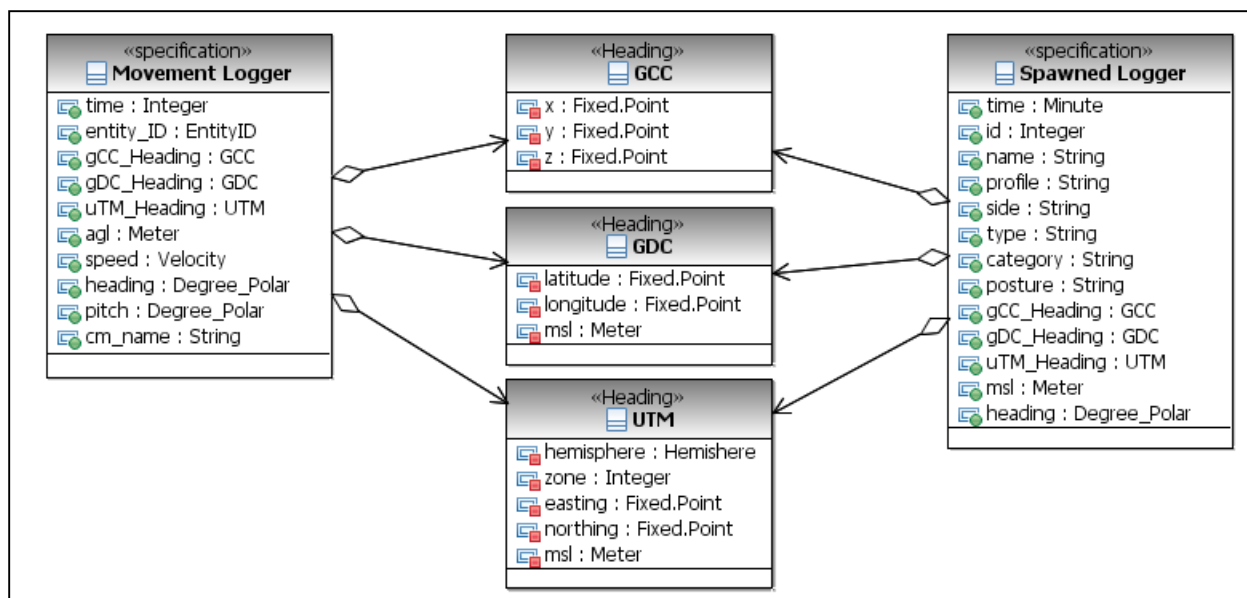 «specification»
Movement Logger
time : Integer
entity_ID : EntityID
gCC_Heading : GCC
gDC_Heading : GDC
uTM_Heading : UTM
agl : Meter
speed : Velocity
heading : Degree_Polar
pitch : Degree_Polar
cm_name : String
«Heading»
GCC
x : Fixed.Point
y : Fixed.Point
z : Fixed.Point
«Heading»
GDC
latitude : Fixed.Point
longitude : Fixed.Point
msl : Meter
«Heading»
UTM
hemisphere : Hemishere
zone : Integer
easting : Fixed.Point
northing : Fixed.Point
msl : Meter
«specification»
Spawned Logger
time : Minute
id : Integer
name : String
profile : String
side : String
type : String
category : String
posture : String
gCC_Heading : GCC
gDC_Heading : GDC
uTM_Heading : UTM
msl : Meter
heading : Degree_Polar